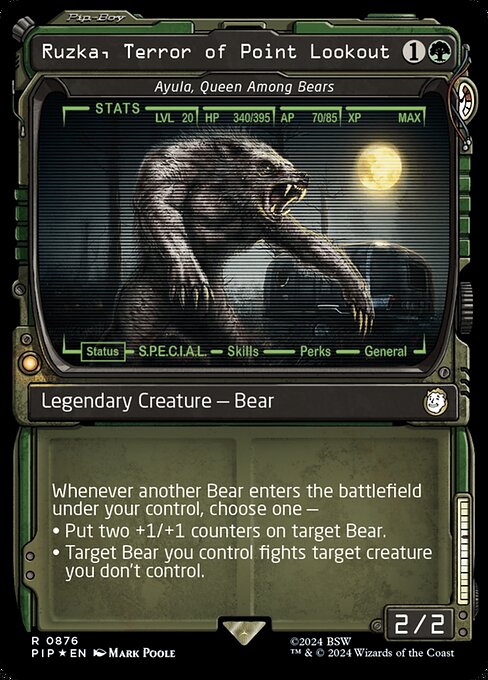 Pip-Boy
Ruzka, Terror of Point Lookout 1
Ayula, Queen Among Bears
STATS
LVL 20 HP 340/395 AP 70/85 XP MAX
Status S.P.E.C.I.A.L. Skills Perks General
Legendary Creature — Bear
Whenever another Bear enters the battlefield
under your control, choose one —
• Put two +1/+1 counters on target Bear.
• Target Bear you control fights target creature
you don't control.
2/2
R 0876
PIP ★ EN Mark Poole
©2024 BSW
™ & © 2024 Wizards of the Coast